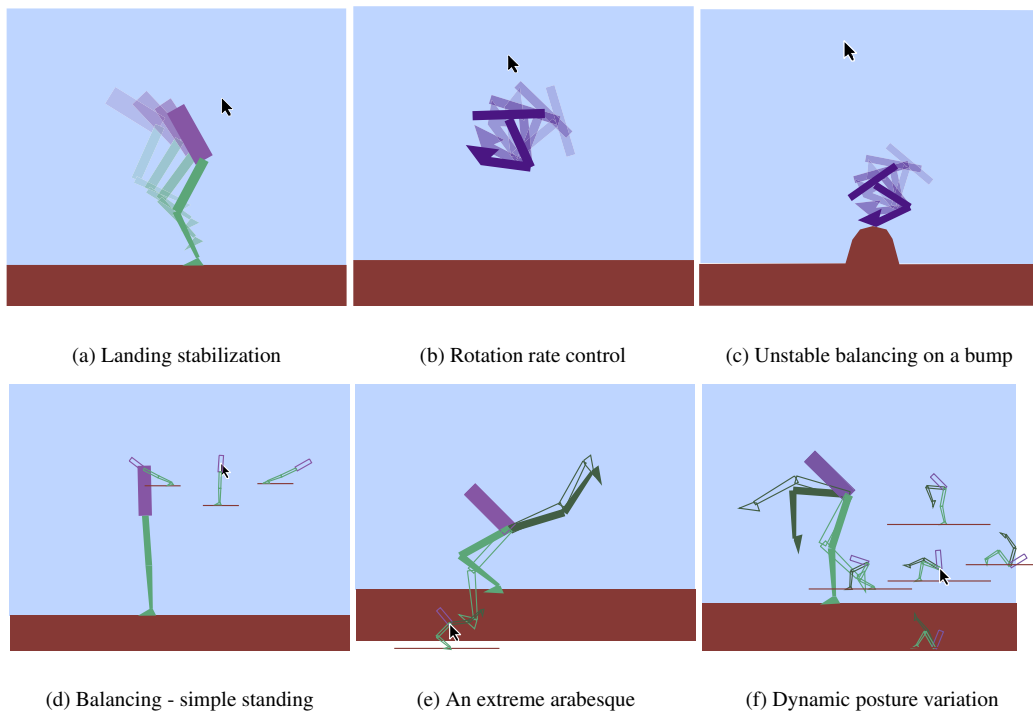 (a) Landing stabilization
(b) Rotation rate control
(c) Unstable balancing on a bump
(d) Balancing - simple standing
(e) An extreme arabesque
(f) Dynamic posture variation